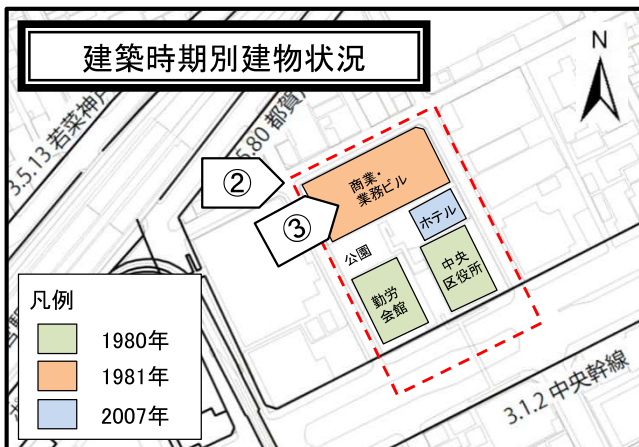 建築時期別建物状況
N
3.5.13 若菜神戸
5.80 都賀
②
③
商業・
業務ビル
ホテル
公園
中央
区役所
勤労
会館
凡例
1980年
1981年
2007年
3.1.2 中央幹線